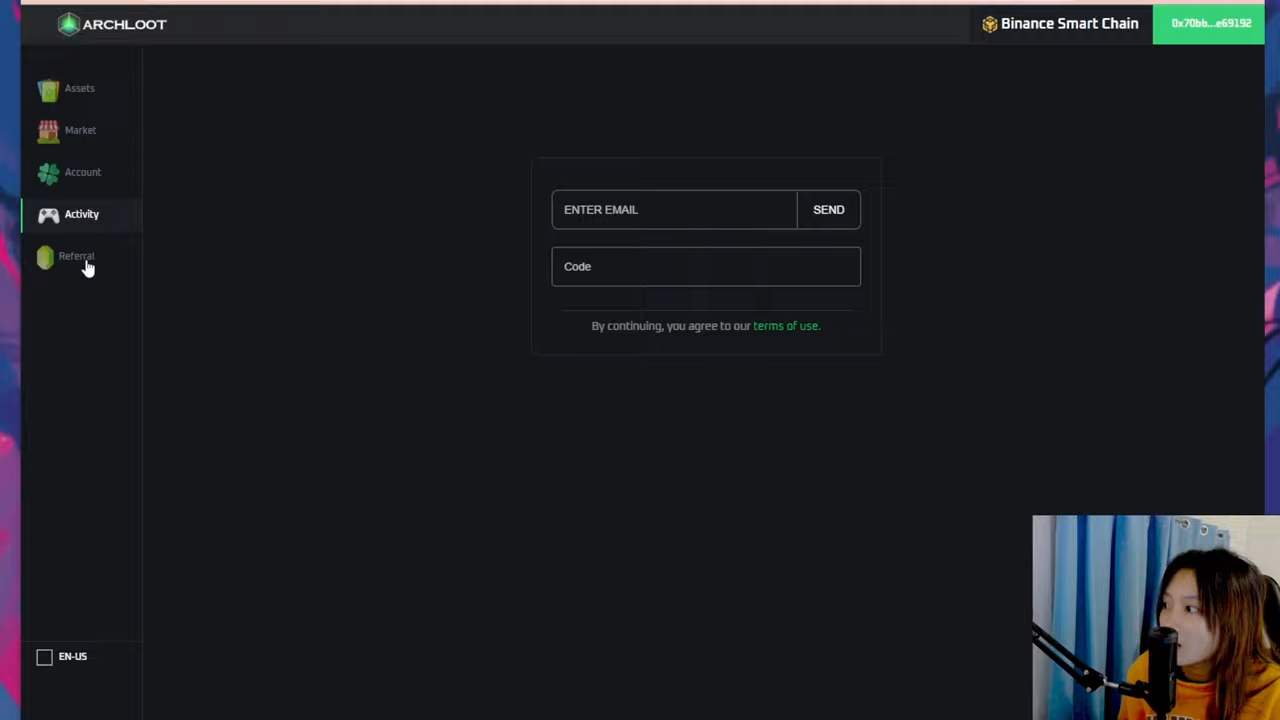 ARCHLOOT
Binance Smart Chain
0x70bb...e69192
Assets
Market
Account
Activity
Referral
ENTER EMAIL
SEND
Code
By continuing, you agree to our terms of use.
EN-US